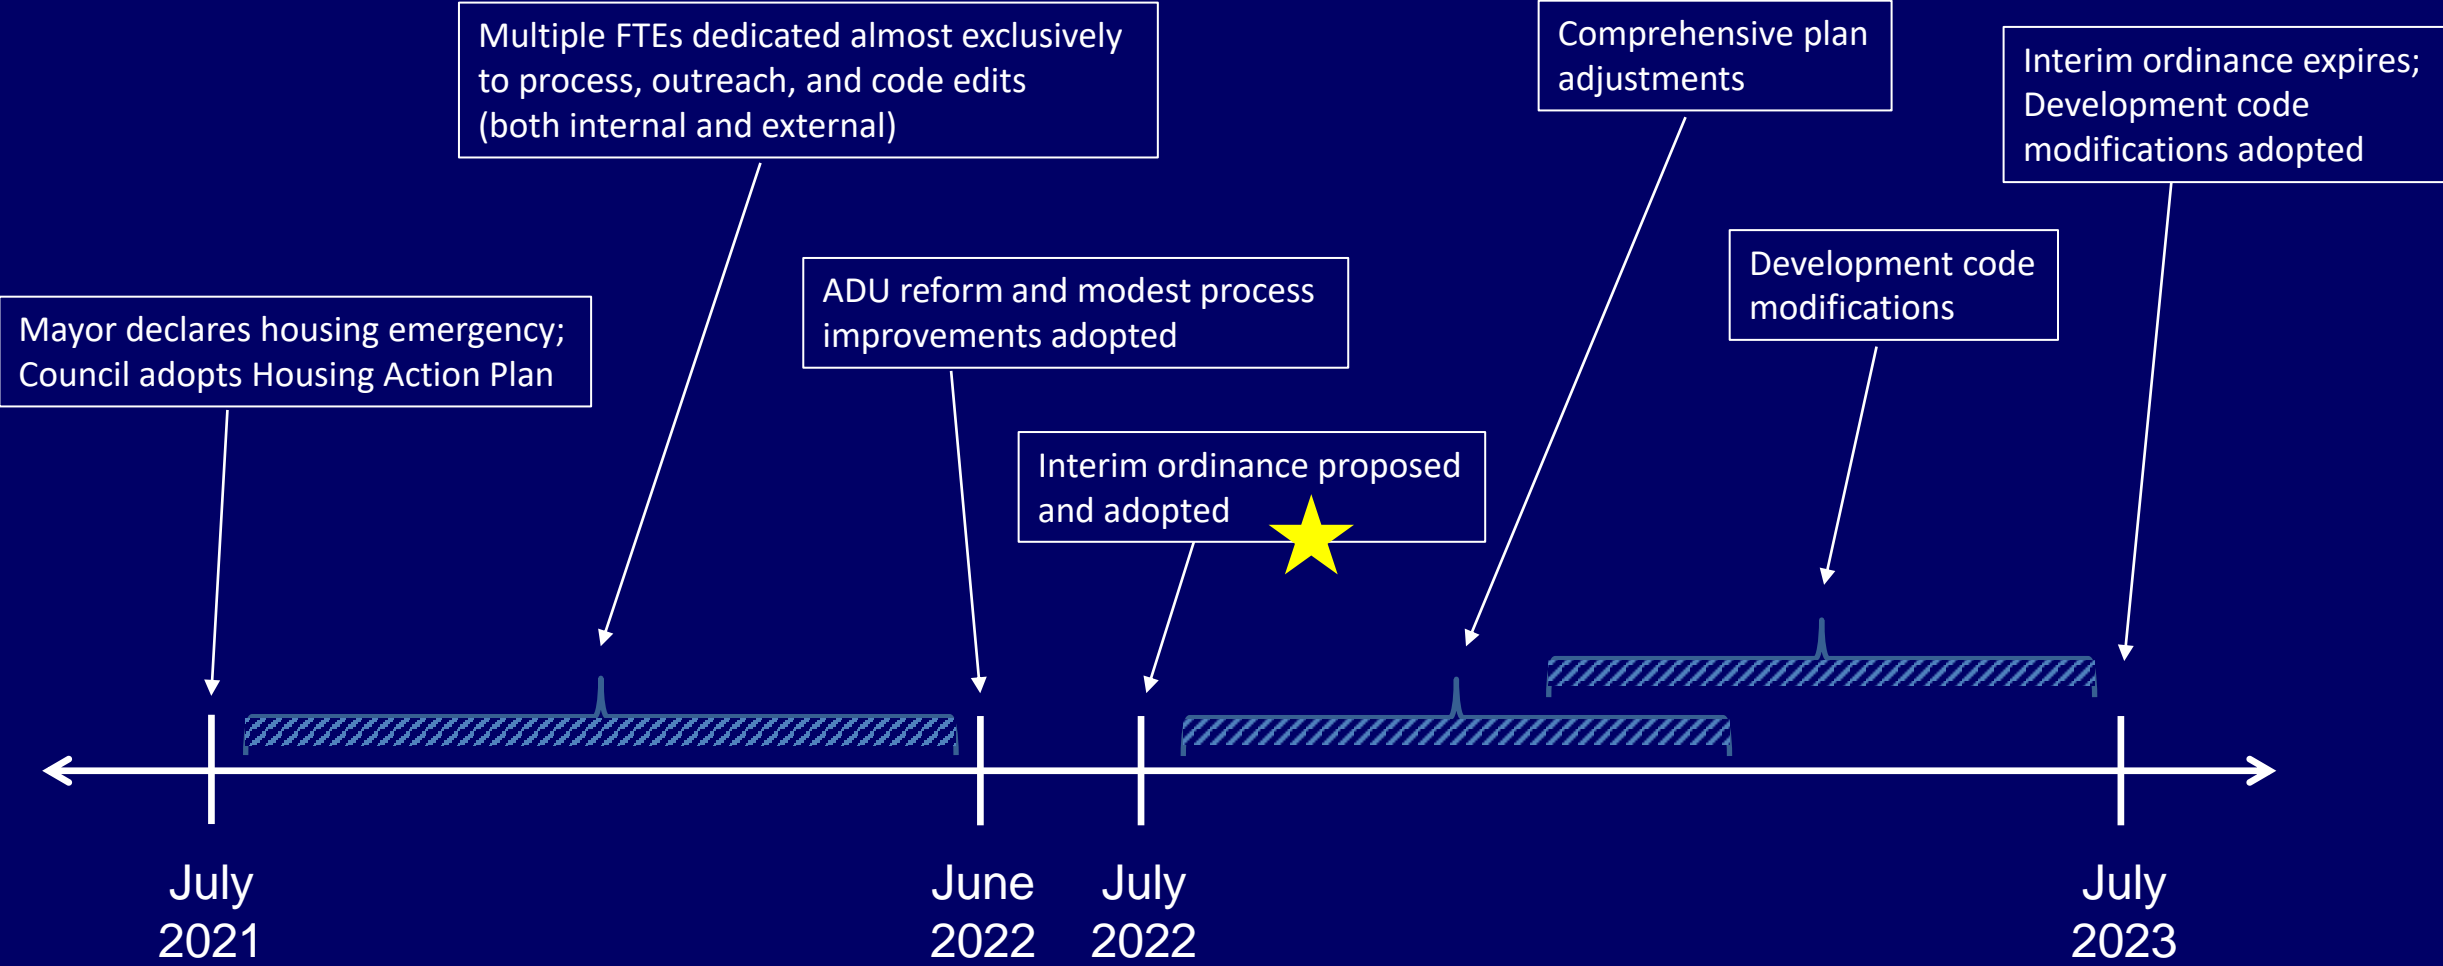 Multiple FTEs dedicated almost exclusively
to process, outreach, and code edits
(both internal and external)
Comprehensive plan
adjustments
Interim ordinance expires;
Development code
modifications adopted
Development code
modifications
ADU reform and modest process
improvements adopted
Mayor declares housing emergency;
Council adopts Housing Action Plan
Interim ordinance proposed
and adopted
July
2021
June
2022
July
2022
July
2023